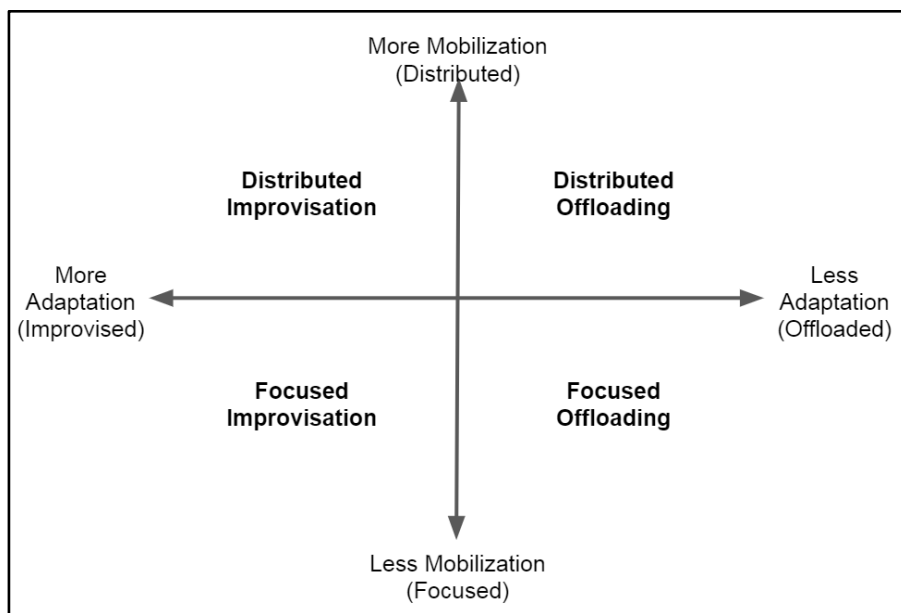 More Mobilization
(Distributed)
Distributed
Improvisation
Distributed
Offloading
More
Adaptation
(Improvised)
Less
Adaptation
(Offloaded)
Focused
Improvisation
Focused
Offloading
Less Mobilization
(Focused)